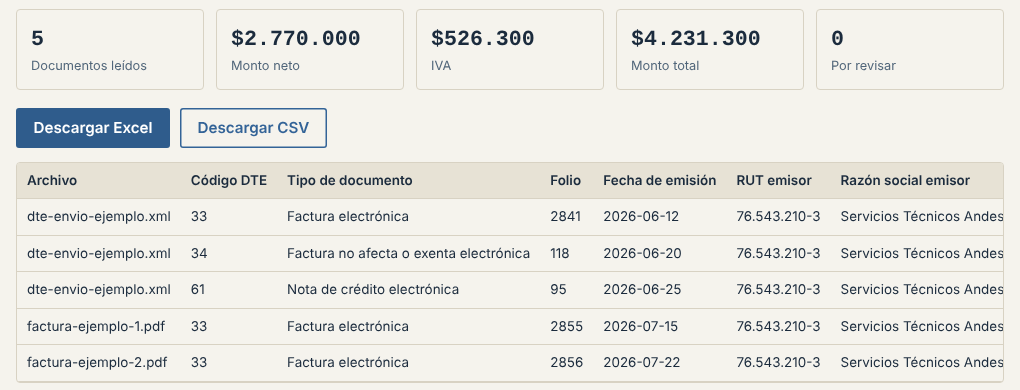 5 $2.770.000 $526.300 $4.231.300 0
Documentos leídos Monto neto IVA Monto total Por revisar
Descargar Excel Descargar CSV
Archivo Código DTE Tipo de documento Folio Fecha de emisión RUT emisor Razón social emisor
dte-envio-ejemplo.xml 33 Factura electrónica 2841 2026-06-12 76.543.210-3 Servicios Técnicos Andes
dte-envio-ejemplo.xml 34 Factura no afecta o exenta electrónica 118 2026-06-20 76.543.210-3 Servicios Técnicos Andes
dte-envio-ejemplo.xml 61 Nota de crédito electrónica 95 2026-06-25 76.543.210-3 Servicios Técnicos Andes
factura-ejemplo-1.pdf 33 Factura electrónica 2855 2026-07-15 76.543.210-3 Servicios Técnicos Andes
factura-ejemplo-2.pdf 33 Factura electrónica 2856 2026-07-22 76.543.210-3 Servicios Técnicos Andes